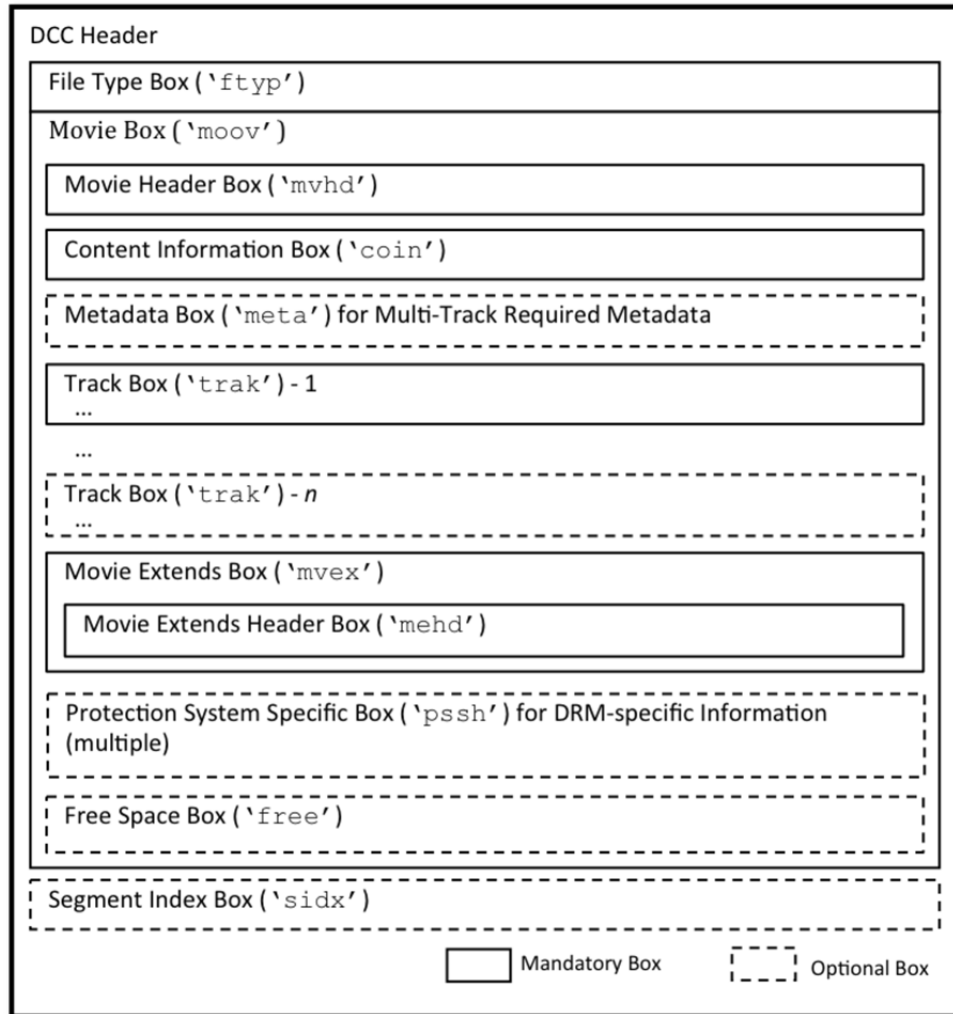 DCC Header
File Type Box (‘ftyp’)
Movie Box (‘moov’)
Movie Header Box (‘mvhd’)
Content Information Box (‘coin’)
Metadata Box (‘meta’) for Multi-Track Required Metadata
Track Box (‘trak’) - 1
...
...
Track Box (‘trak’) - n
...
Movie Extends Box (‘mvex’)
Movie Extends Header Box (‘mehd’)
Protection System Specific Box (‘pssh’) for DRM-specific Information
(multiple)
Free Space Box (‘free’)
Segment Index Box (‘sidx’)
Mandatory Box
Optional Box